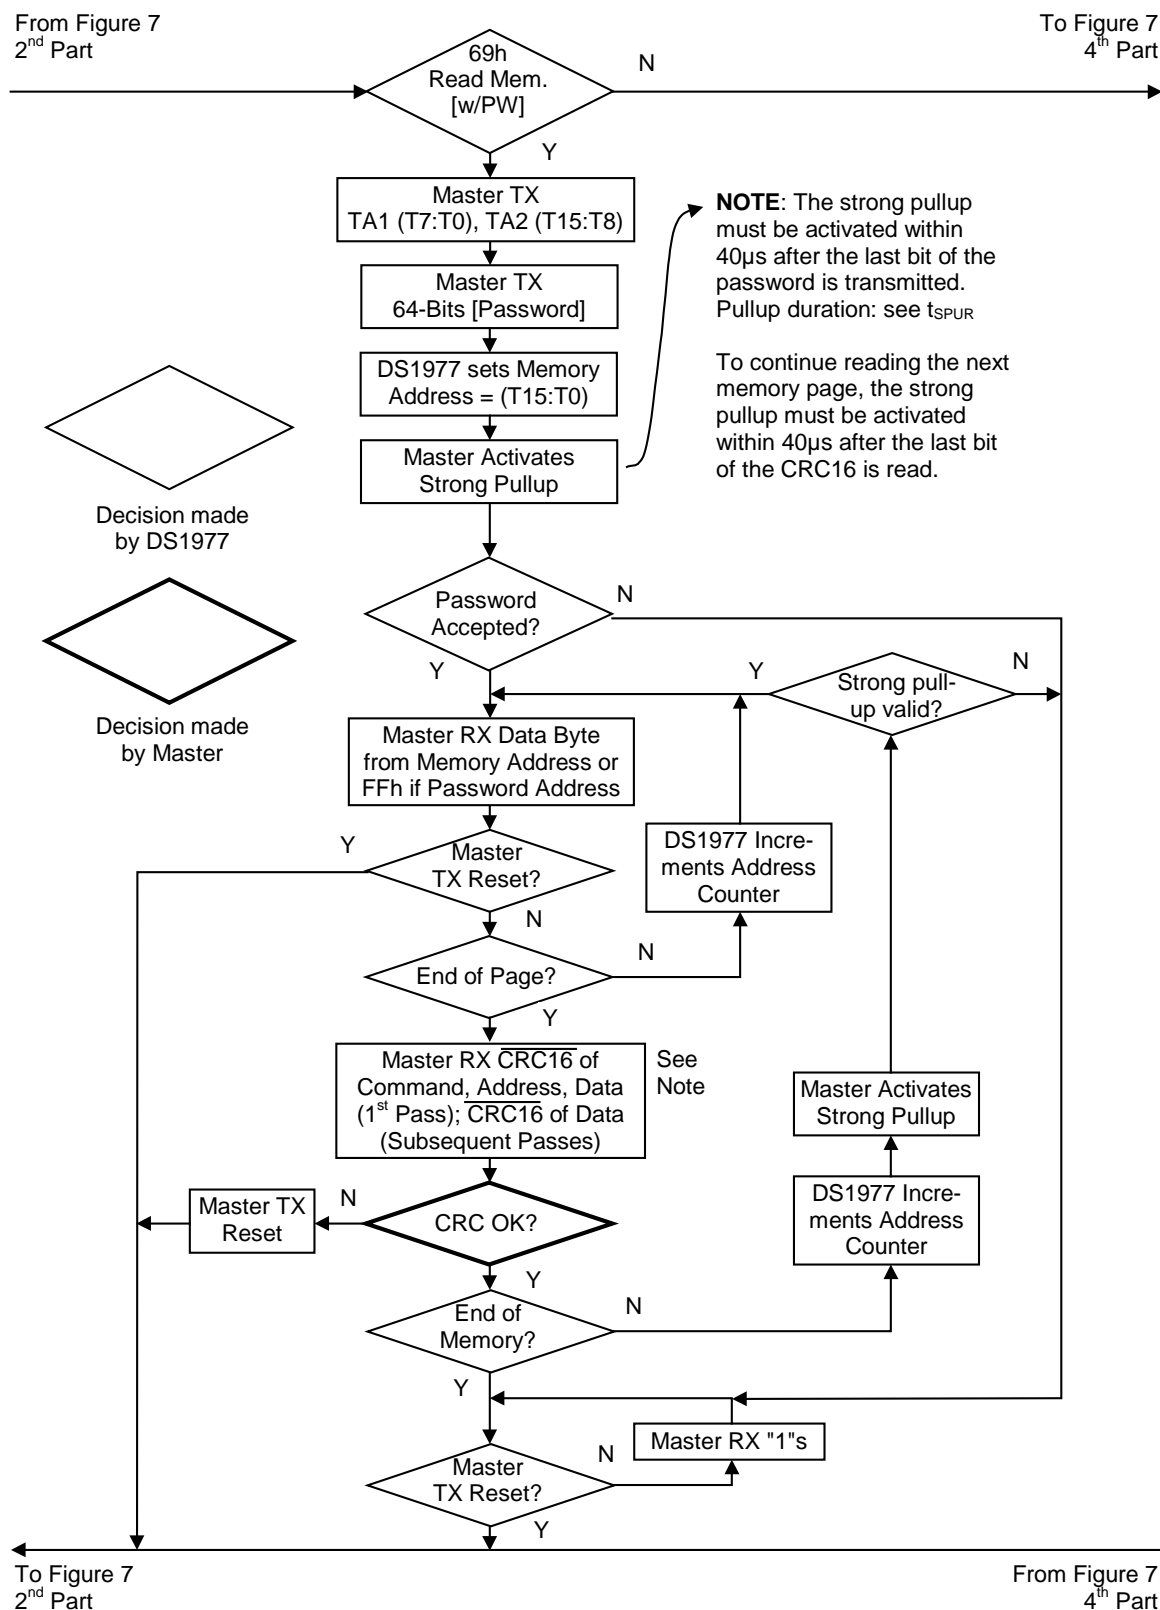 From Figure 7
2nd Part
To Figure 7
4th Part
69h
Read Mem.
[w/PW]
N
Y
Master TX
TA1 (T7:T0), TA2 (T15:T8)
Master TX
64-Bits [Password]
DS1977 sets Memory
Address = (T15:T0)
Master Activates
Strong Pullup
NOTE: The strong pullup
must be activated within
40µs after the last bit of the
password is transmitted.
Pullup duration: see tSPUR
To continue reading the next
memory page, the strong
pullup must be activated
within 40µs after the last bit
of the CRC16 is read.
Decision made
by DS1977
Decision made
by Master
Password
Accepted?
N
Y
Strong pull-
up valid?
Y
N
Master RX Data Byte
from Memory Address or
FFh if Password Address
DS1977 Incre-
ments Address
Counter
Master
TX Reset?
Y
N
End of Page?
N
Y
Master RX CRC16 of
Command, Address, Data
(1st Pass); CRC16 of Data
(Subsequent Passes)
See
Note
Master Activates
Strong Pullup
DS1977 Incre-
ments Address
Counter
Master TX
Reset
N
CRC OK?
Y
End of
Memory?
N
Y
Master RX "1"s
Master
TX Reset?
N
Y
To Figure 7
2nd Part
From Figure 7
4th Part